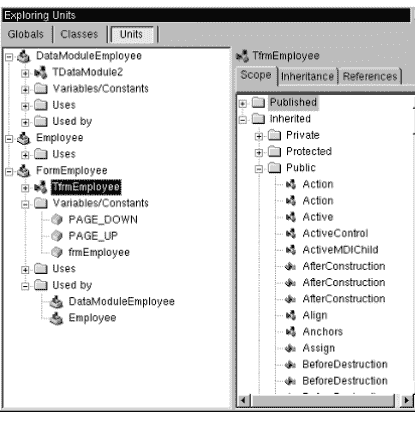 Exploring Units
Globals Classes Units
DataModuleEmployee
TDataModule2
Variables/Constants
Uses
Used by
Employee
Uses
FormEmployee
TfrmEmployee
Variables/Constants
PAGE_DOWN
PAGE_UP
frmEmployee
Uses
Used by
DataModuleEmployee
Employee
TfrmEmployee
Scope Inheritance References
Published
Inherited
Private
Protected
Public
Action
Action
Active
ActiveControl
ActiveMDIChild
AfterConstruction
AfterConstruction
AfterConstruction
Align
Anchors
Assign
BeforeDestruction
BeforeDestruction